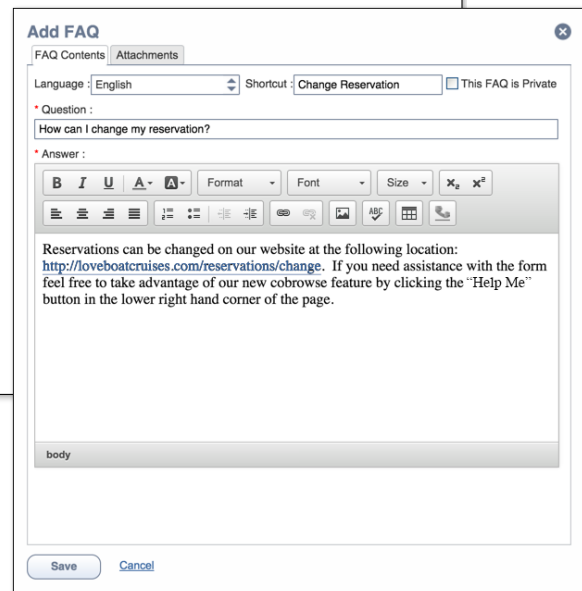 Add FAQ
FAQ Contents Attachments
Language : English Shortcut : Change Reservation This FAQ is Private
* Question :
How can I change my reservation?
* Answer :
B I U A A Format Font Size X₂ X²
ABC
Reservations can be changed on our website at the following location:
http://loveboatcruises.com/reservations/change. If you need assistance with the form
feel free to take advantage of our new cobrowse feature by clicking the “Help Me”
button in the lower right hand corner of the page.
body
Save Cancel